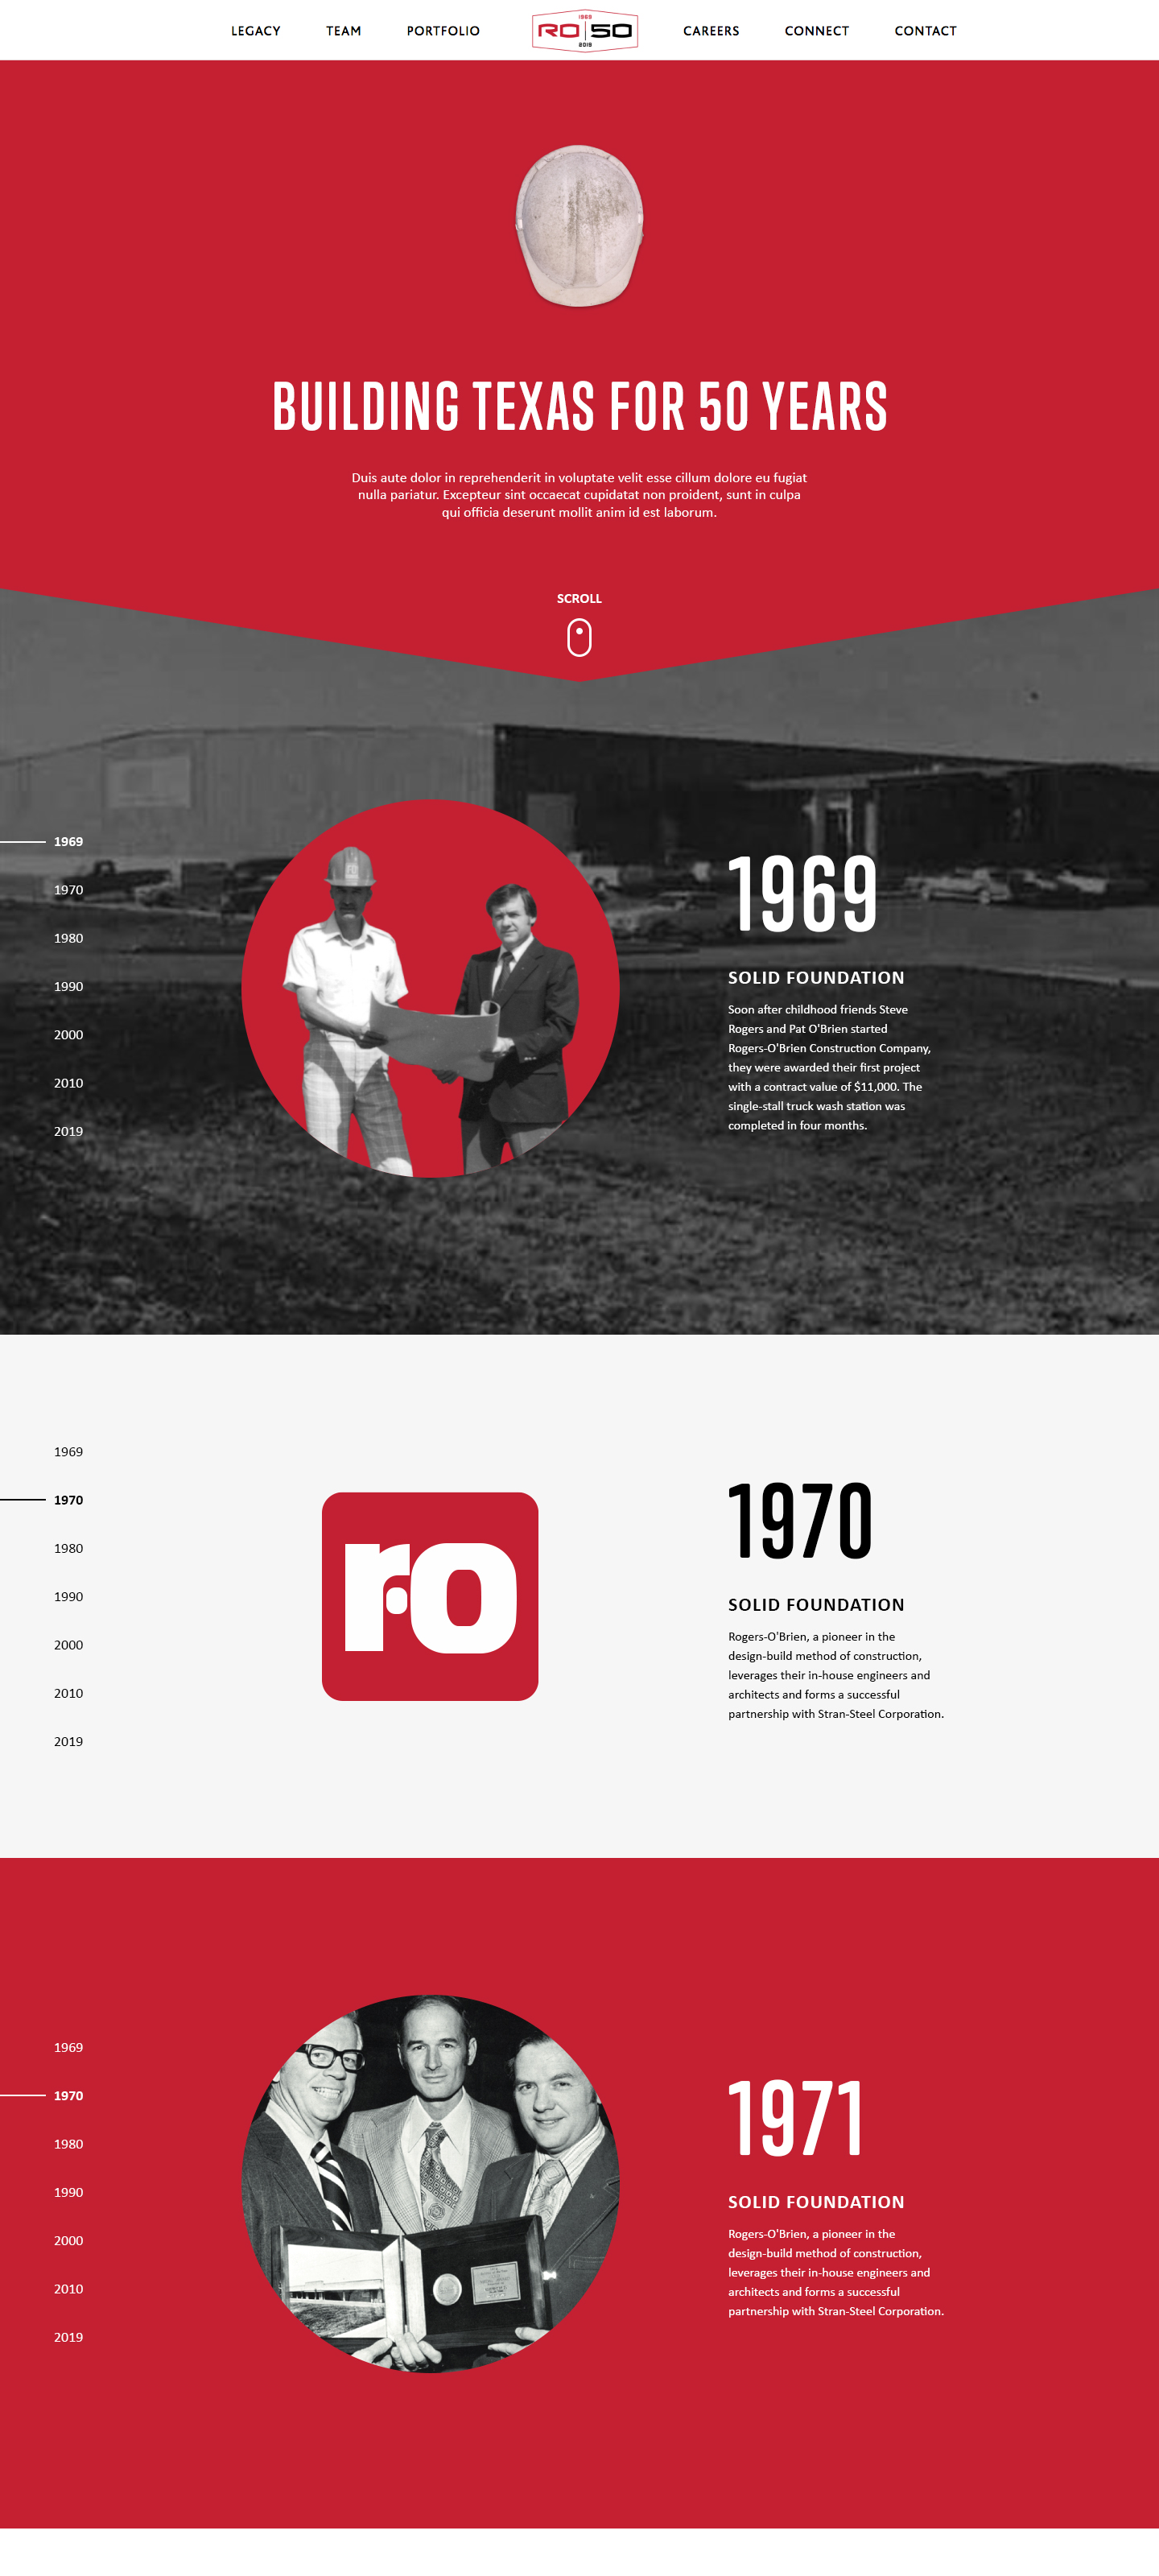 LEGACY TEAM PORTFOLIO 1969 RO|50 2019 CAREERS CONNECT CONTACT
BUILDING TEXAS FOR 50 YEARS
Duis aute dolor in reprehenderit in voluptate velit esse cillum dolore eu fugiat
nulla pariatur. Excepteur sint occaecat cupidatat non proident, sunt in culpa
qui officia deserunt mollit anim id est laborum.
SCROLL
1969
1970
1980
1990
2000
2010
2019
1969
SOLID FOUNDATION
Soon after childhood friends Steve
Rogers and Pat O'Brien started
Rogers-O'Brien Construction Company,
they were awarded their first project
with a contract value of $11,000. The
single-stall truck wash station was
completed in four months.
1969
1970
1980
1990
2000
2010
2019
r·o
1970
SOLID FOUNDATION
Rogers-O'Brien, a pioneer in the
design-build method of construction,
leverages their in-house engineers and
architects and forms a successful
partnership with Stran-Steel Corporation.
1969
1970
1980
1990
2000
2010
2019
1971
SOLID FOUNDATION
Rogers-O'Brien, a pioneer in the
design-build method of construction,
leverages their in-house engineers and
architects and forms a successful
partnership with Stran-Steel Corporation.